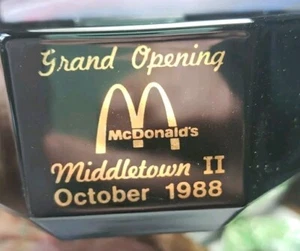 Grand Opening
McDonald's
Middletown II
October 1988